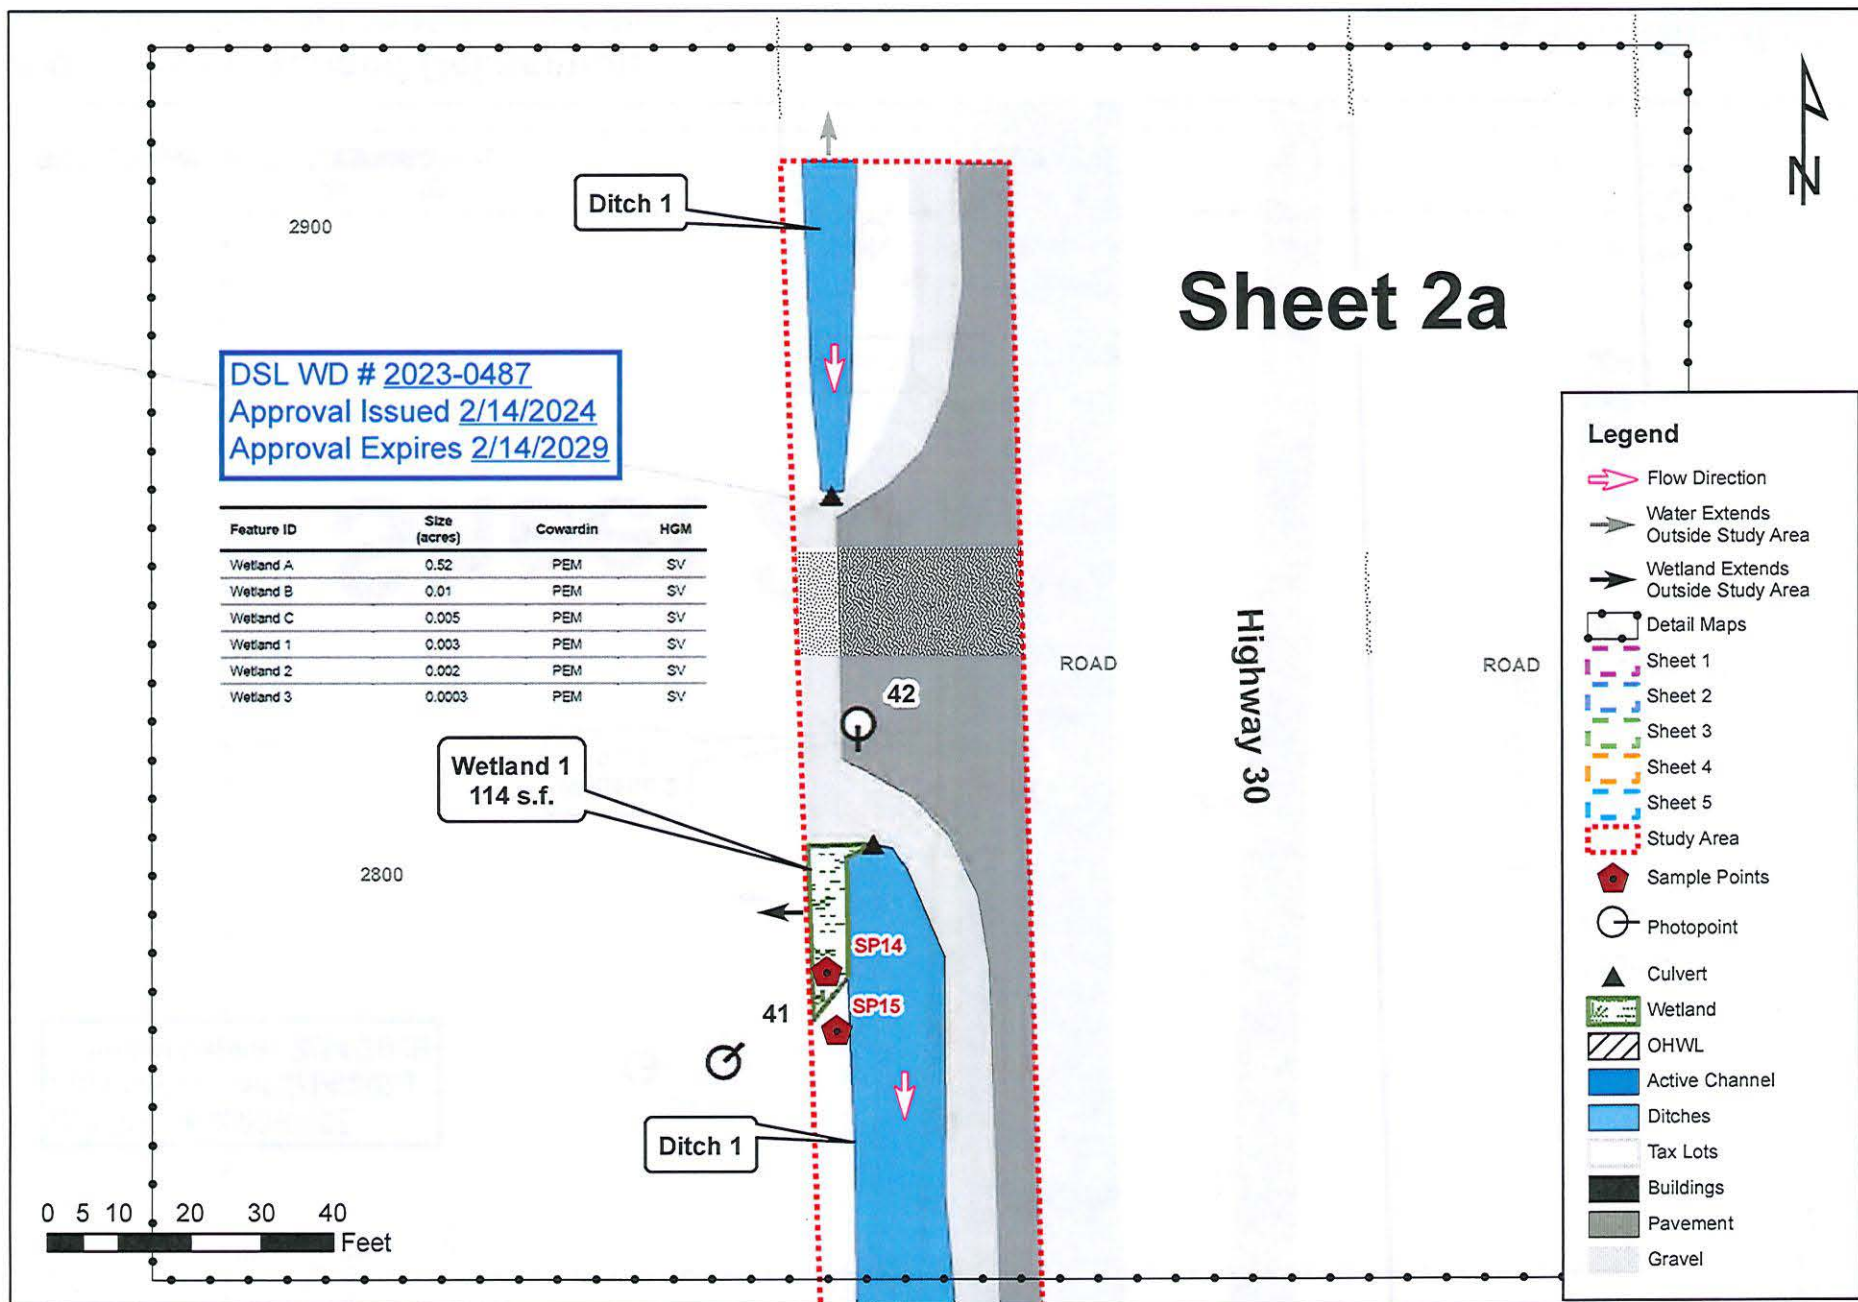 N
Ditch 1
2900
Sheet 2a
DSL WD # 2023-0487
Approval Issued 2/14/2024
Approval Expires 2/14/2029
Feature ID Size (acres) Cowardin HGM
Wetland A 0.52 PEM SV
Wetland B 0.01 PEM SV
Wetland C 0.005 PEM SV
Wetland 1 0.003 PEM SV
Wetland 2 0.002 PEM SV
Wetland 3 0.0003 PEM SV
ROAD
ROAD
Highway 30
42
Wetland 1
114 s.f.
2800
SP14
SP15
41
Ditch 1
0 5 10 20 30 40
Feet
Legend
Flow Direction
Water Extends
Outside Study Area
Wetland Extends
Outside Study Area
Detail Maps
Sheet 1
Sheet 2
Sheet 3
Sheet 4
Sheet 5
Study Area
Sample Points
Photopoint
Culvert
Wetland
OHWL
Active Channel
Ditches
Tax Lots
Buildings
Pavement
Gravel